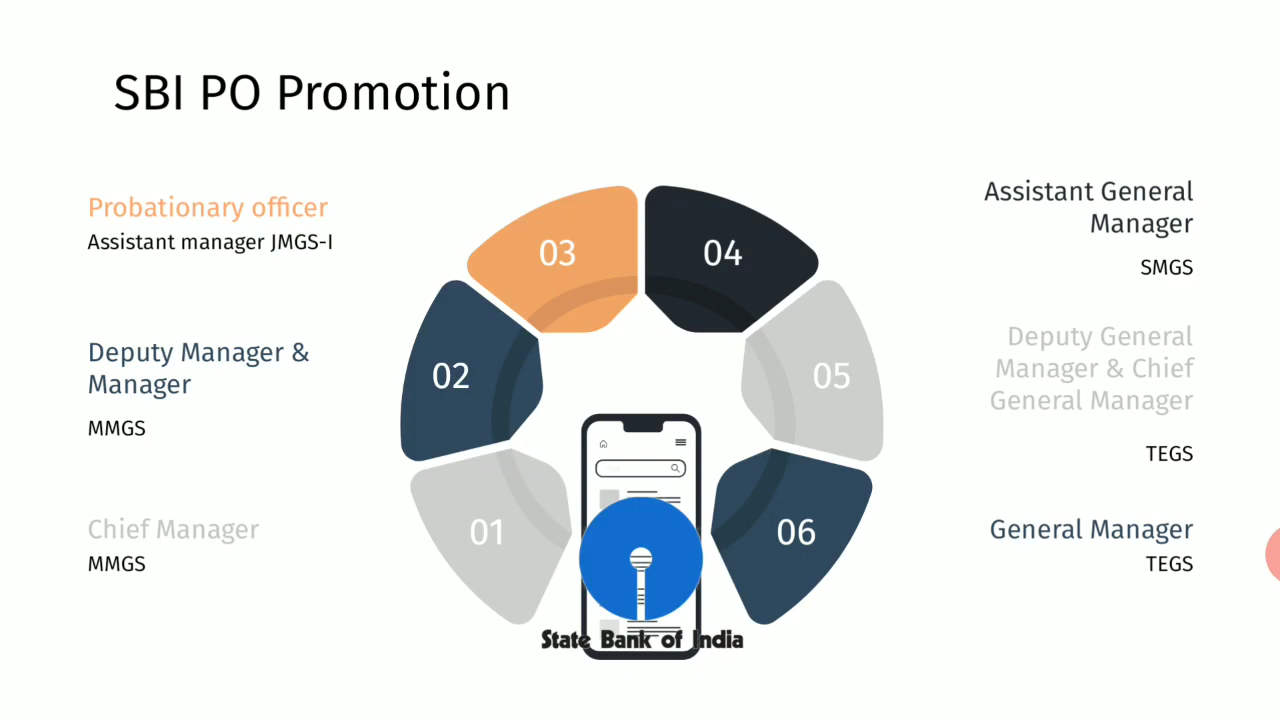 SBI PO Promotion
Probationary officer
Assistant manager JMGS-I
Deputy Manager &
Manager
MMGS
Chief Manager
MMGS
03
04
02
05
01
06
Assistant General
Manager
SMGS
Deputy General
Manager & Chief
General Manager
TEGS
General Manager
TEGS
State Bank of India